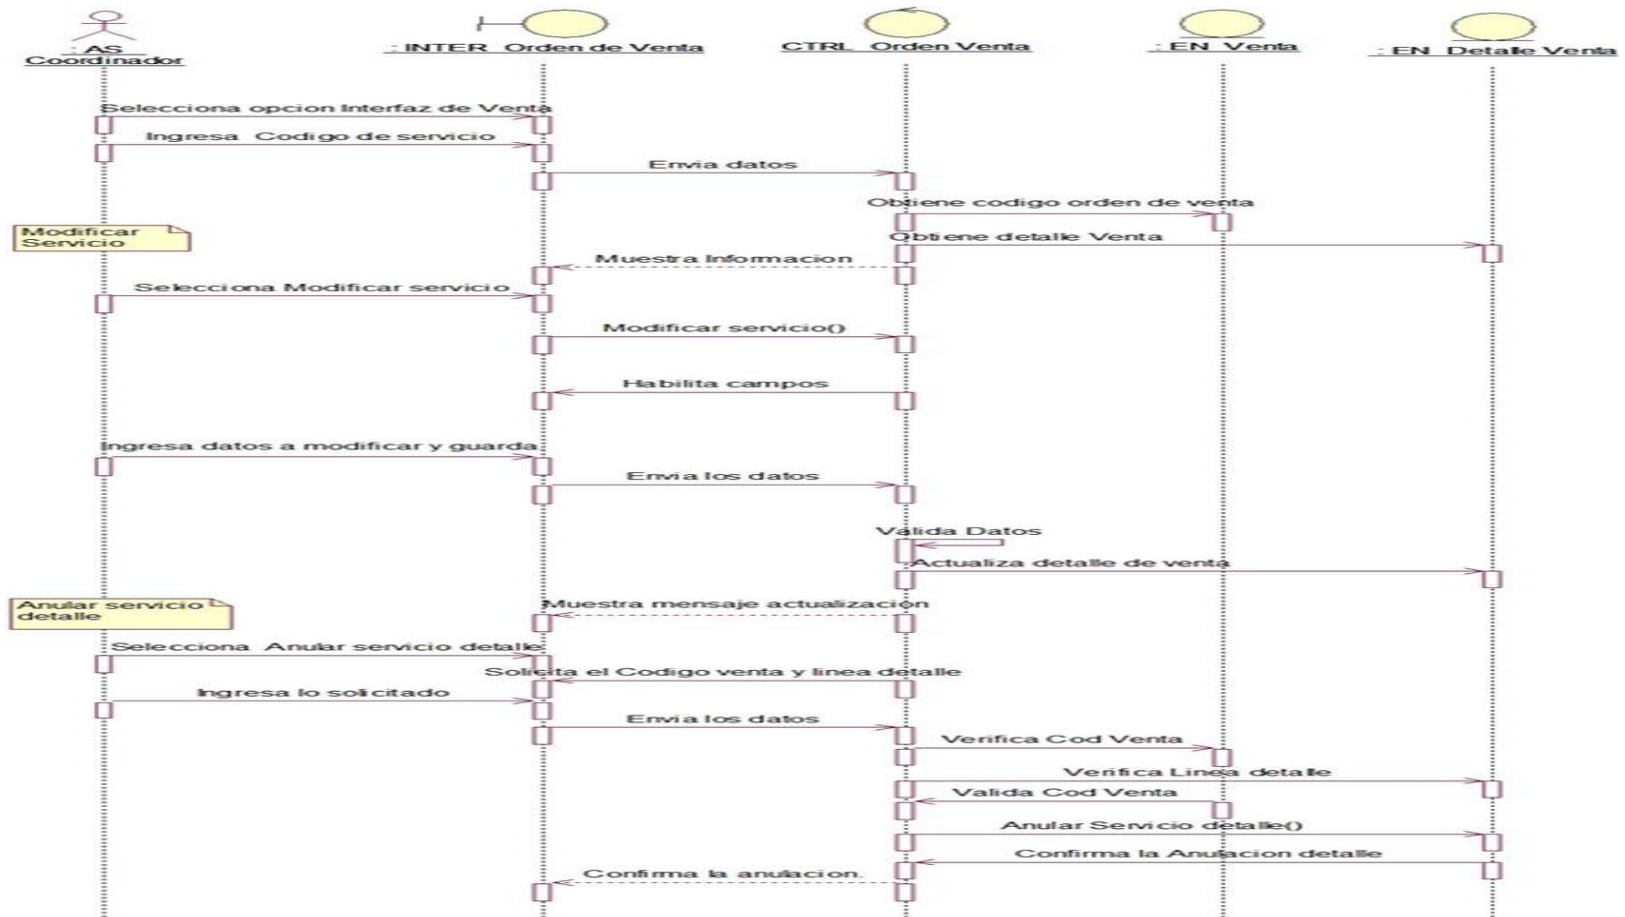 : AS
Coordinador
: INTER_Orden de Venta
CTRL_Orden Venta
: EN_Venta
: EN_Detalle Venta
Selecciona opcion Interfaz de Venta
Ingresa Codigo de servicio
Envia datos
Obtiene codigo orden de venta
Modificar
Servicio
Obtiene detalle Venta
Muestra Informacion
Selecciona Modificar servicio
Modificar servicio()
Habilita campos
Ingresa datos a modificar y guarda
Envia los datos
Valida Datos
Actualiza detalle de venta
Anular servicio
detalle
Muestra mensaje actualizacion
Selecciona Anular servicio detalle
Solicita el Codigo venta y linea detalle
Ingresa lo solicitado
Envia los datos
Verifica Cod Venta
Verifica Linea detalle
Valida Cod Venta
Anular Servicio detalle()
Confirma la Anulacion detalle
Confirma la anulacion.